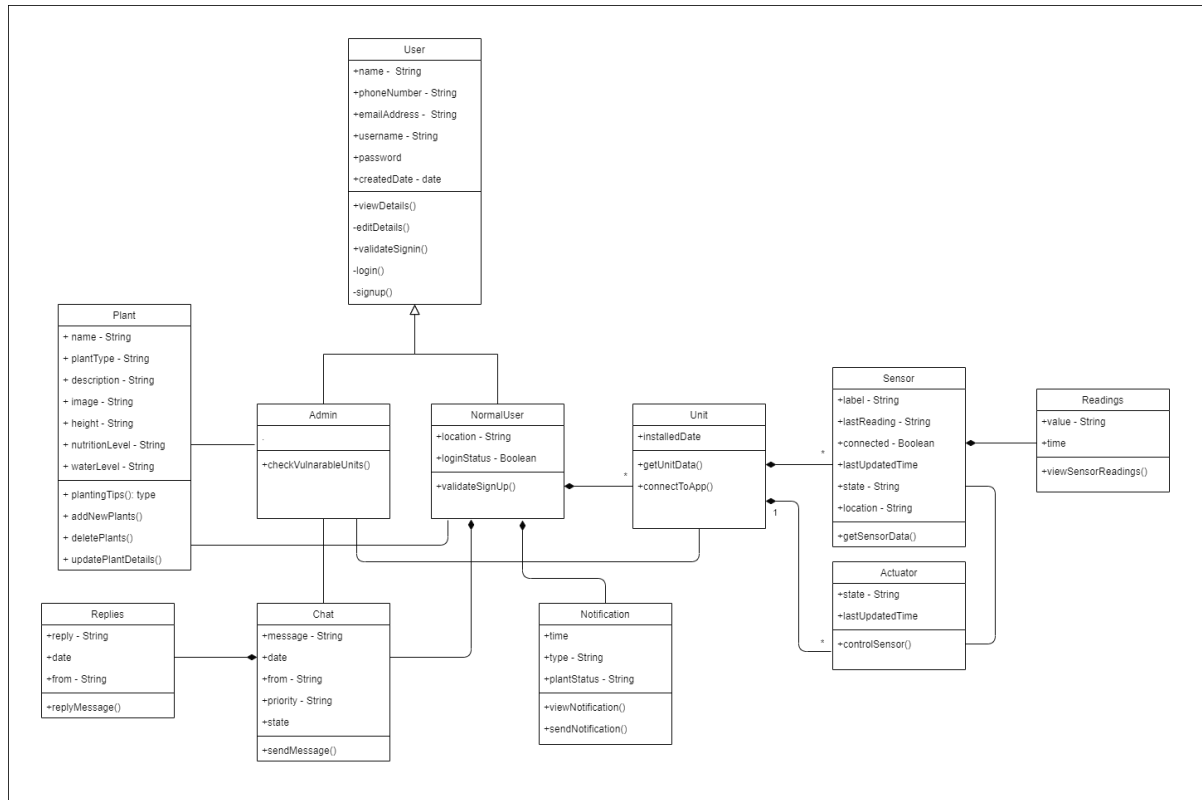 User
+name - String
+phoneNumber - String
+emailAddress - String
+username - String
+password
+createdDate - date
+viewDetails()
-editDetails()
+validateSignin()
-login()
-signup()
Plant
+ name - String
+ plantType - String
+ description - String
+ image - String
+ height - String
+ nutritionLevel - String
+ waterLevel - String
+ plantingTips(): type
+ addNewPlants()
+ deletePlants()
+ updatePlantDetails()
Admin
.
+checkVulnarableUnits()
NormalUser
+location - String
+loginStatus - Boolean
+validateSignUp()
*
Unit
+installedDate
+getUnitData()
+connectToApp()
1
*
*
Sensor
+label - String
+lastReading - String
+connected - Boolean
+lastUpdatedTime
+state - String
+location - String
+getSensorData()
Readings
+value - String
+time
+viewSensorReadings()
Actuator
+state - String
+lastUpdatedTime
+controlSensor()
Replies
+reply - String
+date
+from - String
+replyMessage()
Chat
+message - String
+date
+from - String
+priority - String
+state
+sendMessage()
Notification
+time
+type - String
+plantStatus - String
+viewNotification()
+sendNotification()